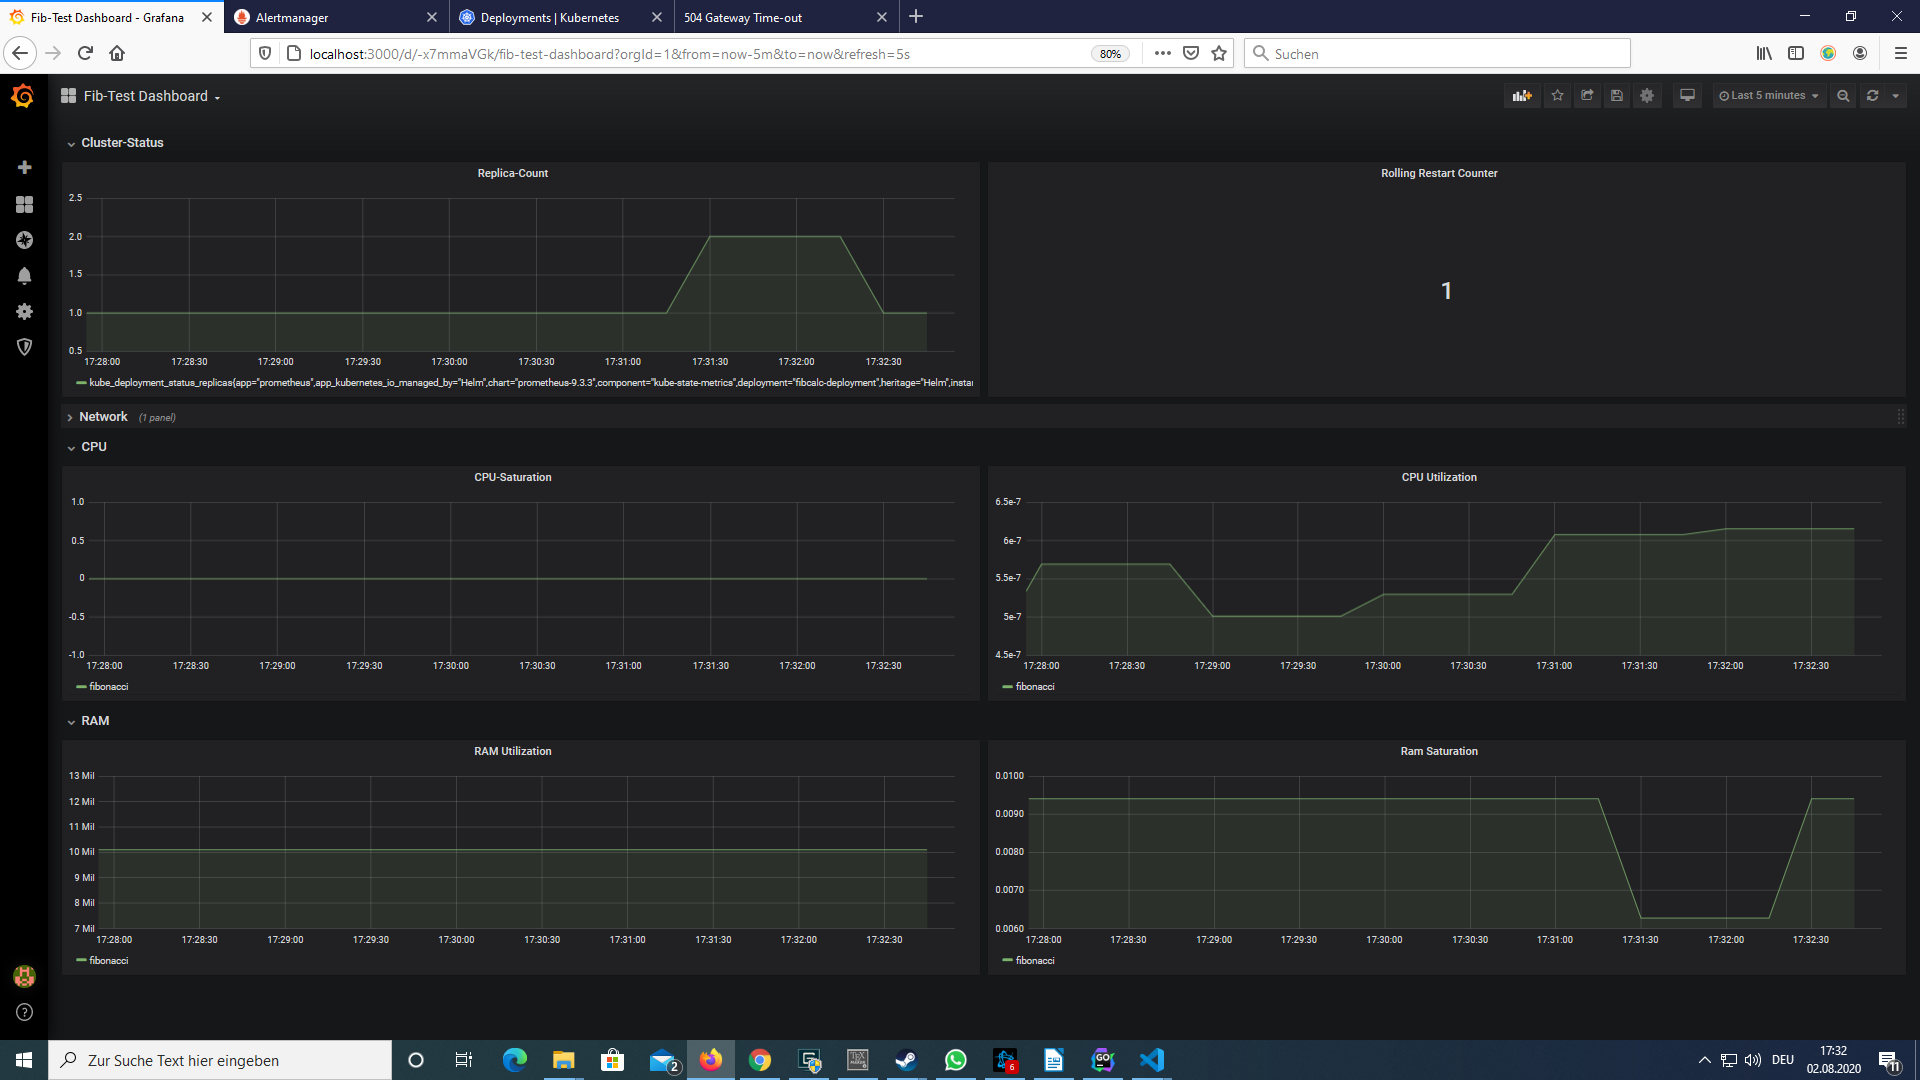 Fib-Test Dashboard - Grafana
Alertmanager
Deployments | Kubernetes
504 Gateway Time-out
localhost:3000/d/-x7mmaVGk/fib-test-dashboard?orgId=1&from=now-5m&to=now&refresh=5s
80%
Suchen
Fib-Test Dashboard
Last 5 minutes
Cluster-Status
Replica-Count
2.5
2.0
1.5
1.0
0.5
17:28:00 17:28:30 17:29:00 17:29:30 17:30:00 17:30:30 17:31:00 17:31:30 17:32:00 17:32:30
kube_deployment_status_replicas{app="prometheus",app_kubernetes_io_managed_by="Helm",chart="prometheus-9.3.3",component="kube-state-metrics",deployment="fibcalc-deployment",heritage="Helm",instar
Rolling Restart Counter
1
Network (1 panel)
CPU
CPU-Saturation
1.0
0.5
0
-0.5
-1.0
17:28:00 17:28:30 17:29:00 17:29:30 17:30:00 17:30:30 17:31:00 17:31:30 17:32:00 17:32:30
fibonacci
CPU Utilization
6.5e-7
6e-7
5.5e-7
5e-7
4.5e-7
17:28:00 17:28:30 17:29:00 17:29:30 17:30:00 17:30:30 17:31:00 17:31:30 17:32:00 17:32:30
fibonacci
RAM
RAM Utilization
13 Mil
12 Mil
11 Mil
10 Mil
9 Mil
8 Mil
7 Mil
17:28:00 17:28:30 17:29:00 17:29:30 17:30:00 17:30:30 17:31:00 17:31:30 17:32:00 17:32:30
fibonacci
Ram Saturation
0.0100
0.0090
0.0080
0.0070
0.0060
17:28:00 17:28:30 17:29:00 17:29:30 17:30:00 17:30:30 17:31:00 17:31:30 17:32:00 17:32:30
fibonacci
Zur Suche Text hier eingeben
2
6
GO
DEU
17:32
02.08.2020
11